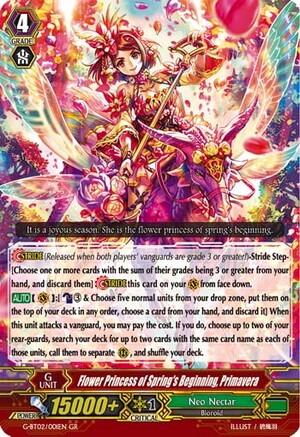 4
GRADE
It is a joyous season. She is the flower princess of spring's beginning.
STRIDE (Released when both players' vanguards are grade 3 or greater!)-Stride Step-
[Choose one or more cards with the sum of their grades being 3 or greater from
your hand, and discard them] STRIDE this card on your from face down.
AUTO [1] 3 & Choose five normal units from your drop zone, put them on
the top of your deck in any order, choose a card from your hand, and discard it] When
this unit attacks a vanguard, you may pay the cost. If you do, choose up to two of your
rear-guards, search your deck for up to two cards with the same card name as each of
those units, call them to separate , and shuffle your deck.
G UNIT
Flower Princess of Spring's Beginning, Primavera
POWER
15000+
1
CRITICAL
Neo Nectar
Bioroid
G-BT02/001EN GR
ILLUST /